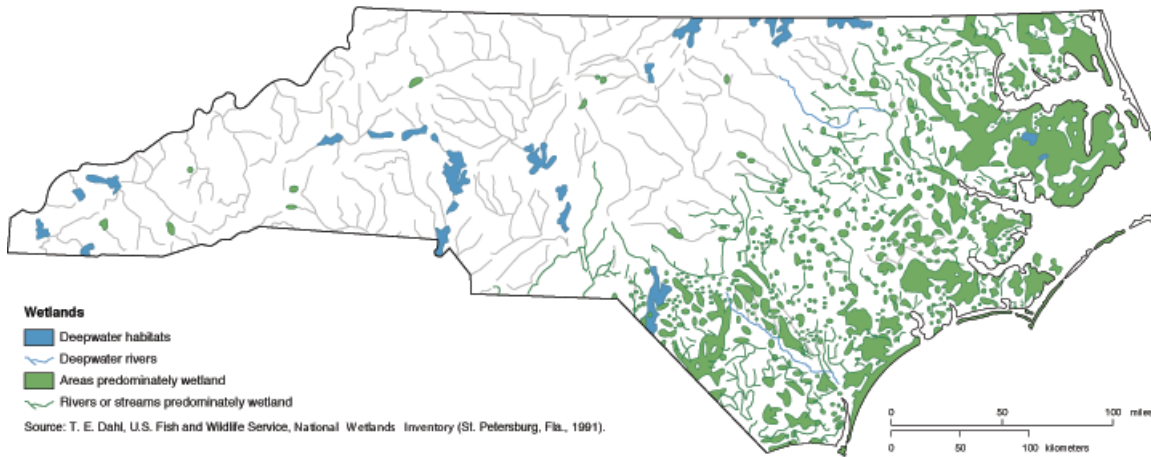 Wetlands
Deepwater habitats
Deepwater rivers
Areas predominately wetland
Rivers or streams predominately wetland
Source: T. E. Dahl, U.S. Fish and Wildlife Service, National Wetlands Inventory (St. Petersburg, Fla., 1991).
0 50 100 miles
0 50 100 kilometers